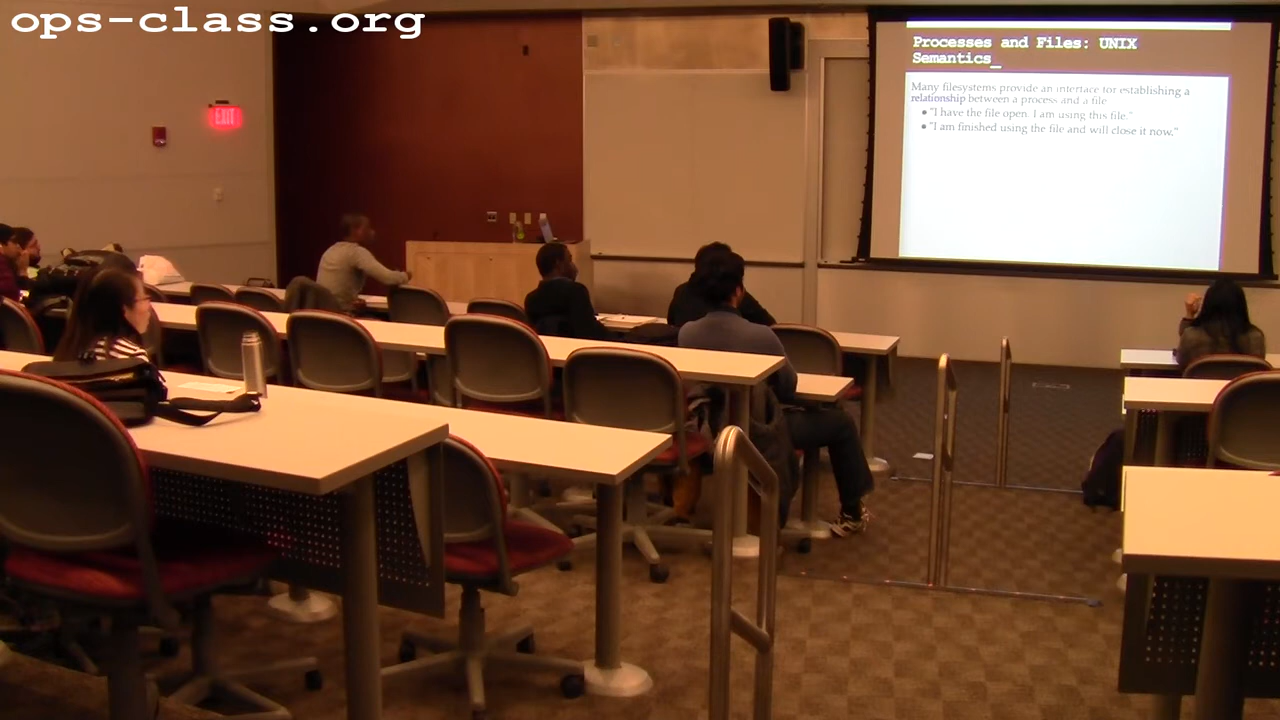 ops-class.org
EXIT
Processes and Files: UNIX
Semantics_
Many filesystems provide an interface for establishing a
relationship between a process and a file.
• "I have the file open. I am using this file."
• "I am finished using the file and will close it now."